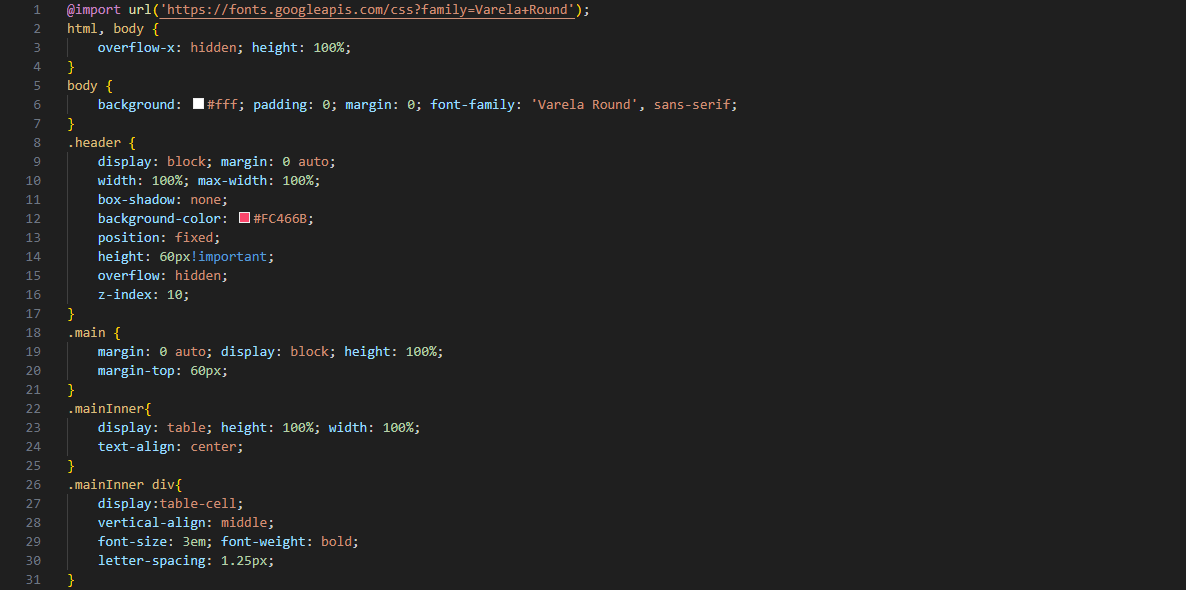 1 @import url('https://fonts.googleapis.com/css?family=Varela+Round');
2 html, body {
3     overflow-x: hidden; height: 100%;
4 }
5 body {
6     background: #fff; padding: 0; margin: 0; font-family: 'Varela Round', sans-serif;
7 }
8 .header {
9     display: block; margin: 0 auto;
10     width: 100%; max-width: 100%;
11     box-shadow: none;
12     background-color: #FC466B;
13     position: fixed;
14     height: 60px!important;
15     overflow: hidden;
16     z-index: 10;
17 }
18 .main {
19     margin: 0 auto; display: block; height: 100%;
20     margin-top: 60px;
21 }
22 .mainInner{
23     display: table; height: 100%; width: 100%;
24     text-align: center;
25 }
26 .mainInner div{
27     display:table-cell;
28     vertical-align: middle;
29     font-size: 3em; font-weight: bold;
30     letter-spacing: 1.25px;
31 }